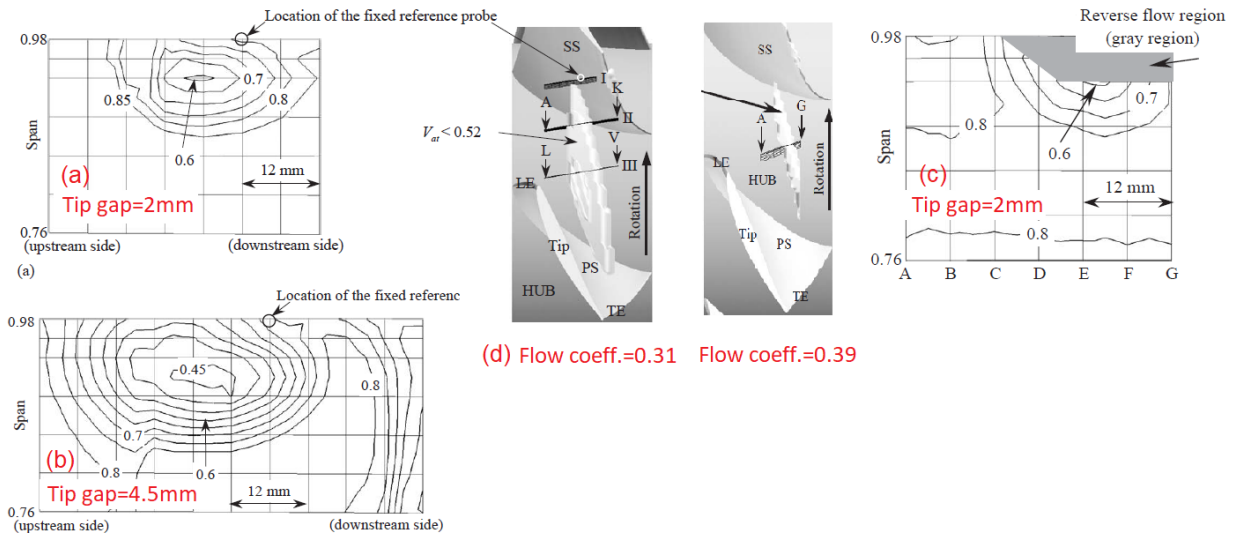 Location of the fixed reference probe
0.98
0.7
0.85
0.8
Span
0.6
12 mm
(a)
Tip gap=2mm
0.76
(upstream side)
(downstream side)
(a)
Location of the fixed referenc
0.98
0.45
0.8
Span
0.7
0.8
0.6
12 mm
(b)
Tip gap=4.5mm
0.76
(upstream side)
(downstream side)
SS
I
K
A
II
Vat < 0.52
L
V
III
LE
Rotation
Tip
PS
HUB
TE
SS
G
A
LE
HUB
Rotation
Tip
PS
TE
(d) Flow coeff.=0.31
Flow coeff.=0.39
Reverse flow region
(gray region)
0.98
0.7
0.8
0.6
Span
12 mm
(c)
Tip gap=2mm
0.8
0.76
A B C D E F G